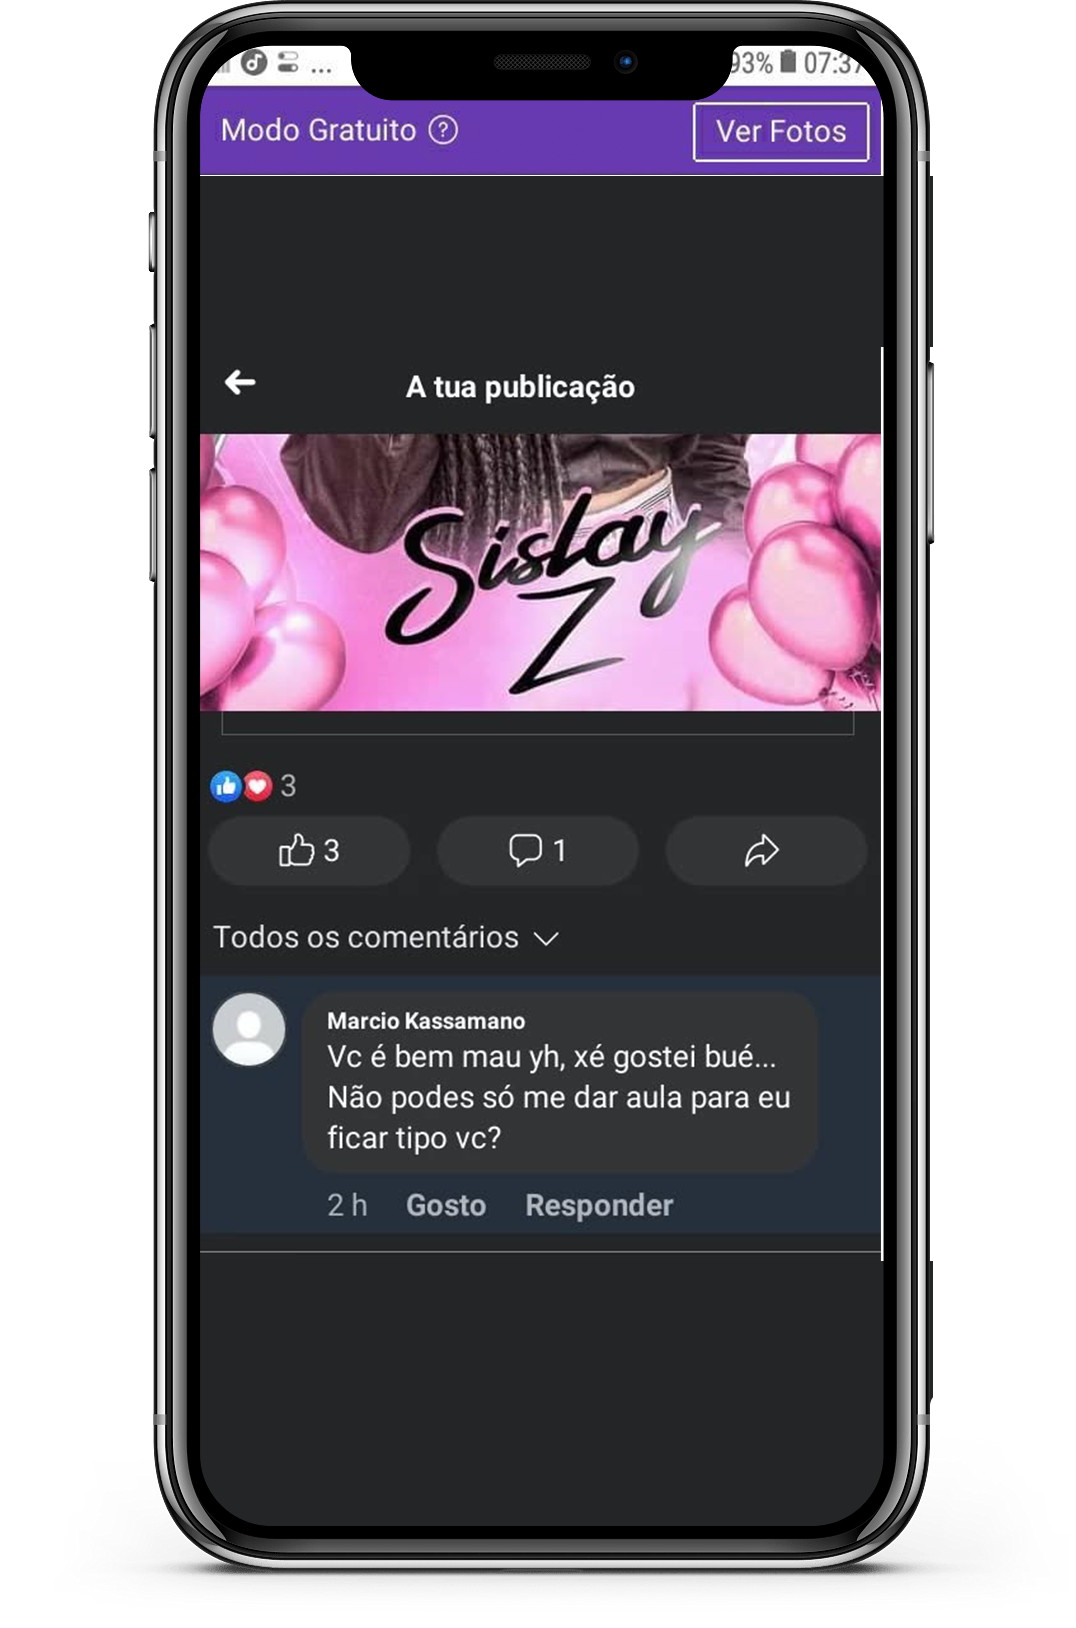 ... 93% 07:37
Modo Gratuito ? Ver Fotos
A tua publicação
Sislay
Z
3
3 1
Todos os comentários
Marcio Kassamano
Vc é bem mau yh, xé gostei bué...
Não podes só me dar aula para eu
ficar tipo vc?
2 h Gosto Responder